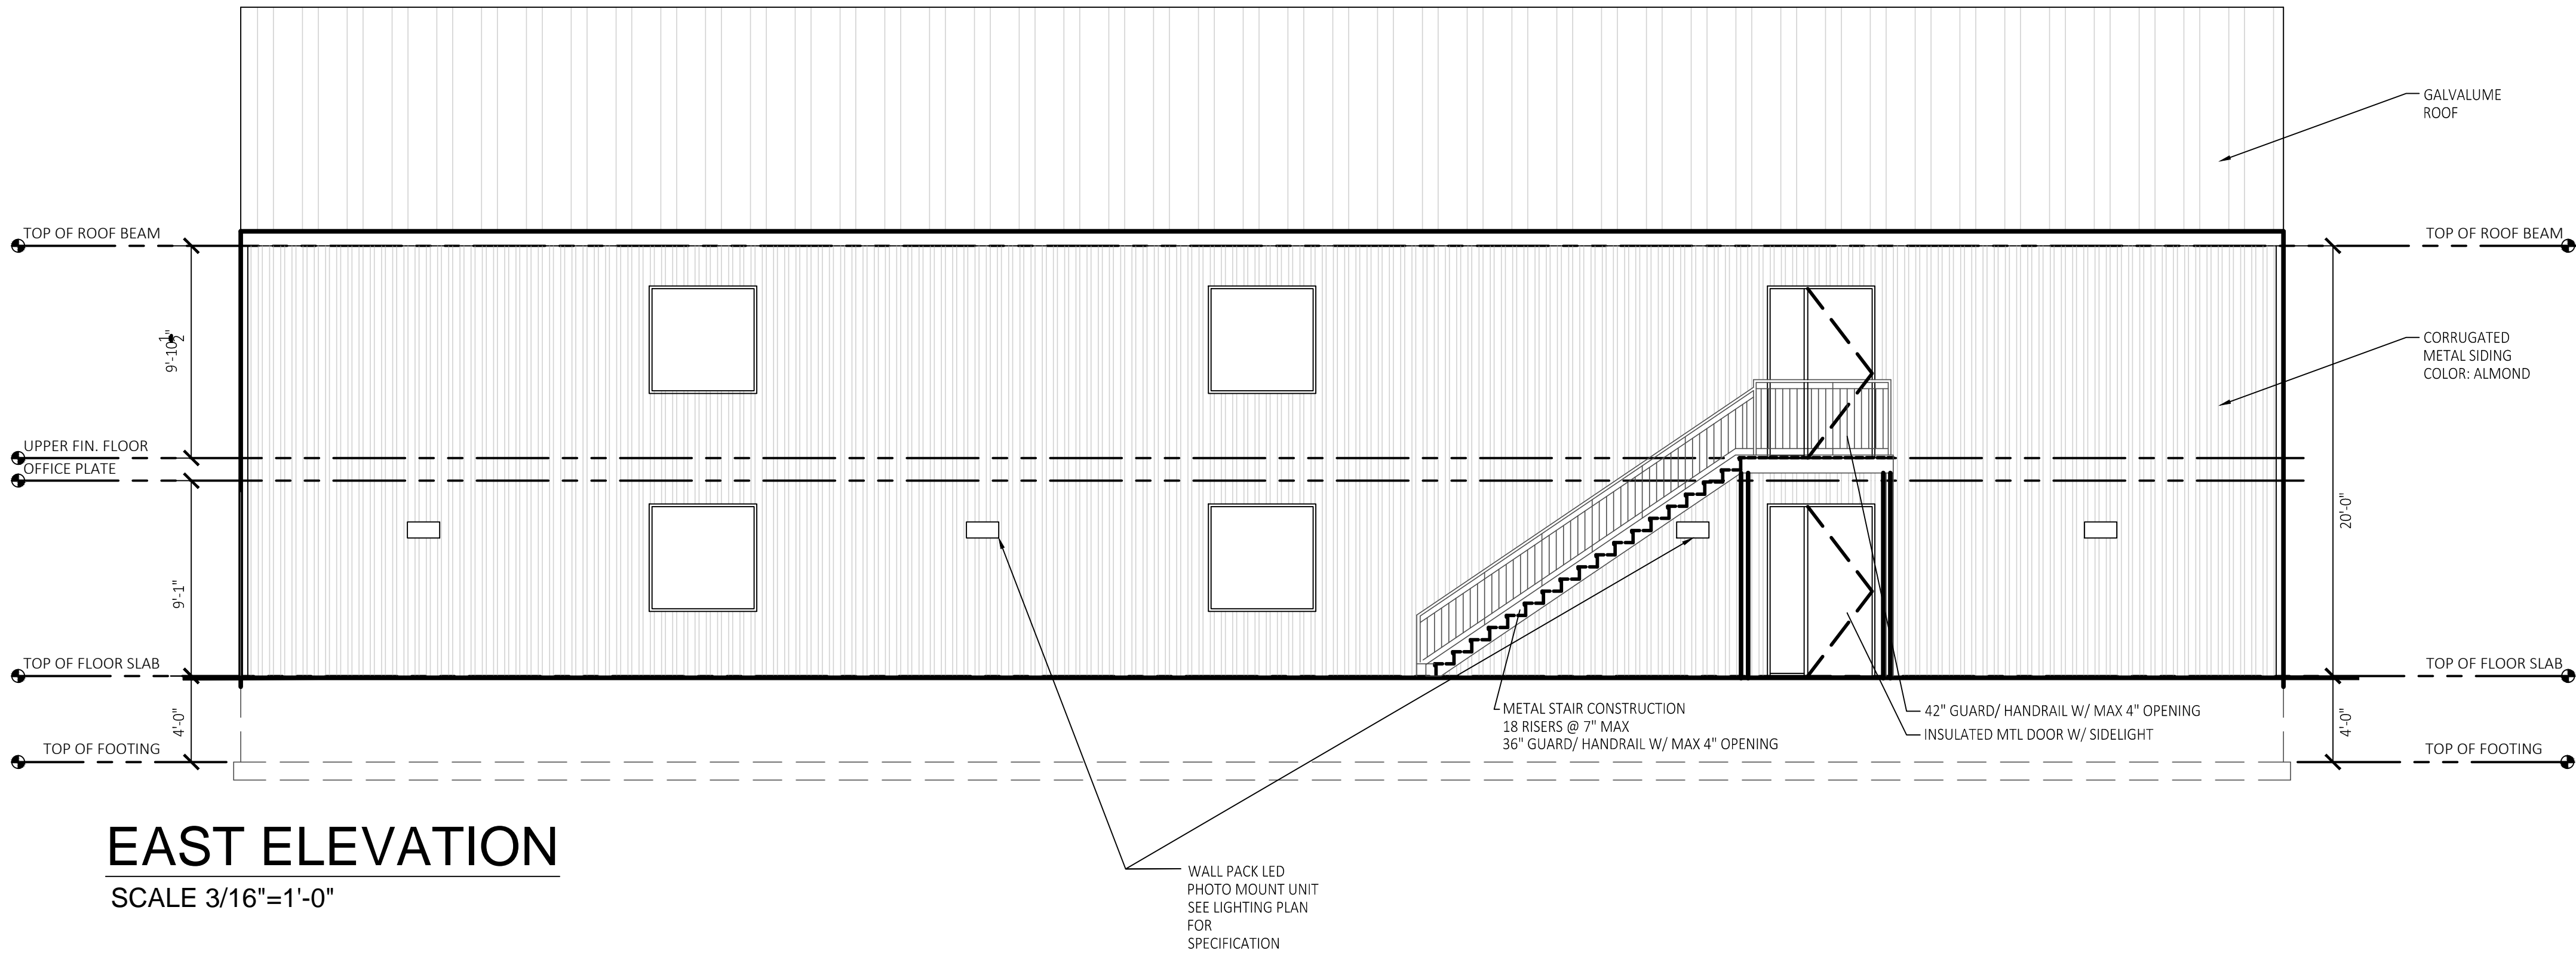 GALVALUME
ROOF
TOP OF ROOF BEAM
TOP OF ROOF BEAM
9'-10 1/2"
CORRUGATED
METAL SIDING
COLOR: ALMOND
UPPER FIN. FLOOR
OFFICE PLATE
20'-0"
9'-1"
TOP OF FLOOR SLAB
TOP OF FLOOR SLAB
4'-0"
METAL STAIR CONSTRUCTION
18 RISERS @ 7" MAX
36" GUARD/ HANDRAIL W/ MAX 4" OPENING
42" GUARD/ HANDRAIL W/ MAX 4" OPENING
INSULATED MTL DOOR W/ SIDELIGHT
4'-0"
TOP OF FOOTING
TOP OF FOOTING
EAST ELEVATION
SCALE 3/16"=1'-0"
WALL PACK LED
PHOTO MOUNT UNIT
SEE LIGHTING PLAN
FOR
SPECIFICATION